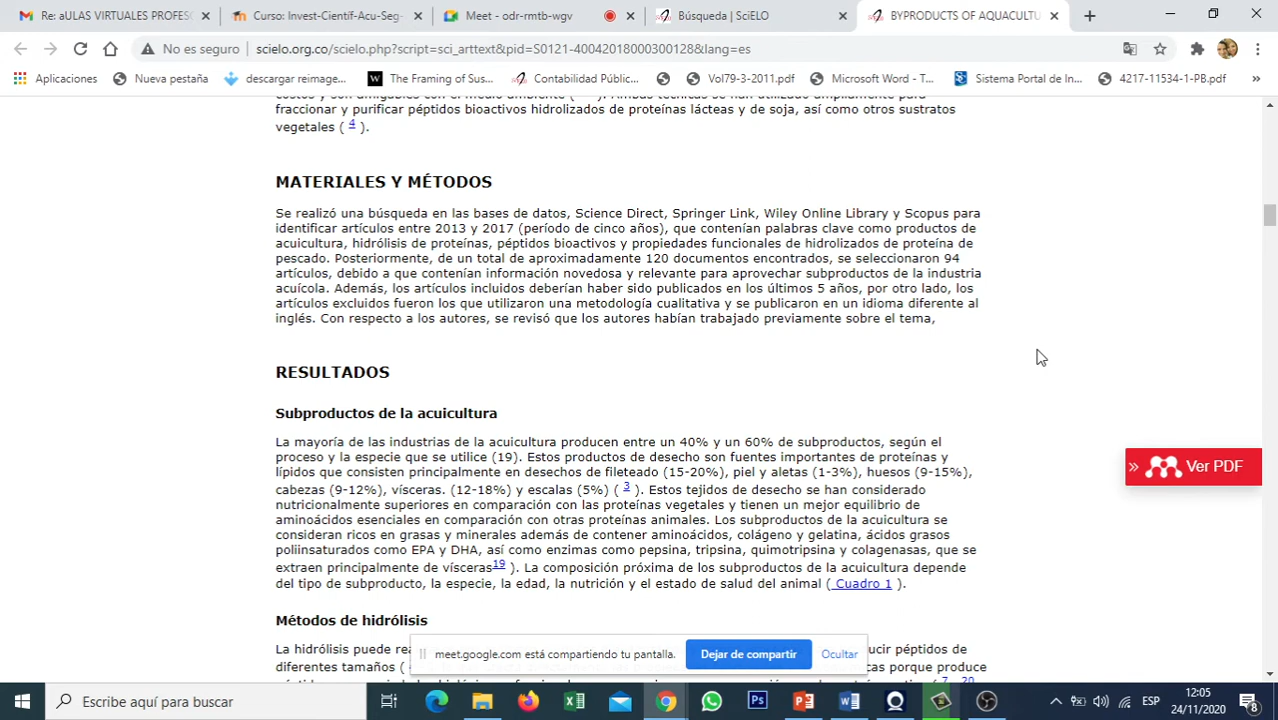 Re: aULAS VIRTUALES PROFES
Curso: Invest-Cientif-Acu-Seg-
Meet - odr-rmtb-wgv
Búsqueda | SciELO
BYPRODUCTS OF AQUACULTU
No es seguro
scielo.org.co/scielo.php?script=sci_arttext&pid=S0121-40042018000300128&lang=es
Aplicaciones
Nueva pestaña
descargar reimage...
The Framing of Sus...
Contabilidad Públic...
Vol79-3-2011.pdf
Microsoft Word - T...
Sistema Portal de In...
4217-11534-1-PB.pdf
fraccionar y purificar péptidos bioactivos hidrolizados de proteínas lácteas y de soja, así como otros sustratos
vegetales ( 4 ).
MATERIALES Y MÉTODOS
Se realizó una búsqueda en las bases de datos, Science Direct, Springer Link, Wiley Online Library y Scopus para
identificar artículos entre 2013 y 2017 (período de cinco años), que contenían palabras clave como productos de
acuicultura, hidrólisis de proteínas, péptidos bioactivos y propiedades funcionales de hidrolizados de proteína de
pescado. Posteriormente, de un total de aproximadamente 120 documentos encontrados, se seleccionaron 94
artículos, debido a que contenían información novedosa y relevante para aprovechar subproductos de la industria
acuícola. Además, los artículos incluidos deberían haber sido publicados en los últimos 5 años, por otro lado, los
artículos excluidos fueron los que utilizaron una metodología cualitativa y se publicaron en un idioma diferente al
inglés. Con respecto a los autores, se revisó que los autores habían trabajado previamente sobre el tema,
RESULTADOS
Subproductos de la acuicultura
La mayoría de las industrias de la acuicultura producen entre un 40% y un 60% de subproductos, según el
proceso y la especie que se utilice (19). Estos productos de desecho son fuentes importantes de proteínas y
lípidos que consisten principalmente en desechos de fileteado (15-20%), piel y aletas (1-3%), huesos (9-15%),
cabezas (9-12%), vísceras. (12-18%) y escalas (5%) ( 3 ). Estos tejidos de desecho se han considerado
nutricionalmente superiores en comparación con las proteínas vegetales y tienen un mejor equilibrio de
aminoácidos esenciales en comparación con otras proteínas animales. Los subproductos de la acuicultura se
consideran ricos en grasas y minerales además de contener aminoácidos, colágeno y gelatina, ácidos grasos
poliinsaturados como EPA y DHA, así como enzimas como pepsina, tripsina, quimotripsina y colagenasas, que se
extraen principalmente de vísceras19 ). La composición próxima de los subproductos de la acuicultura depende
del tipo de subproducto, la especie, la edad, la nutrición y el estado de salud del animal ( Cuadro 1 ).
Ver PDF
Métodos de hidrólisis
La hidrólisis puede rea
ucir péptidos de
meet.google.com está compartiendo tu pantalla.
Dejar de compartir
Ocultar
diferentes tamaños (
cas porque produce
Escribe aquí para buscar
ESP
12:05
24/11/2020
8